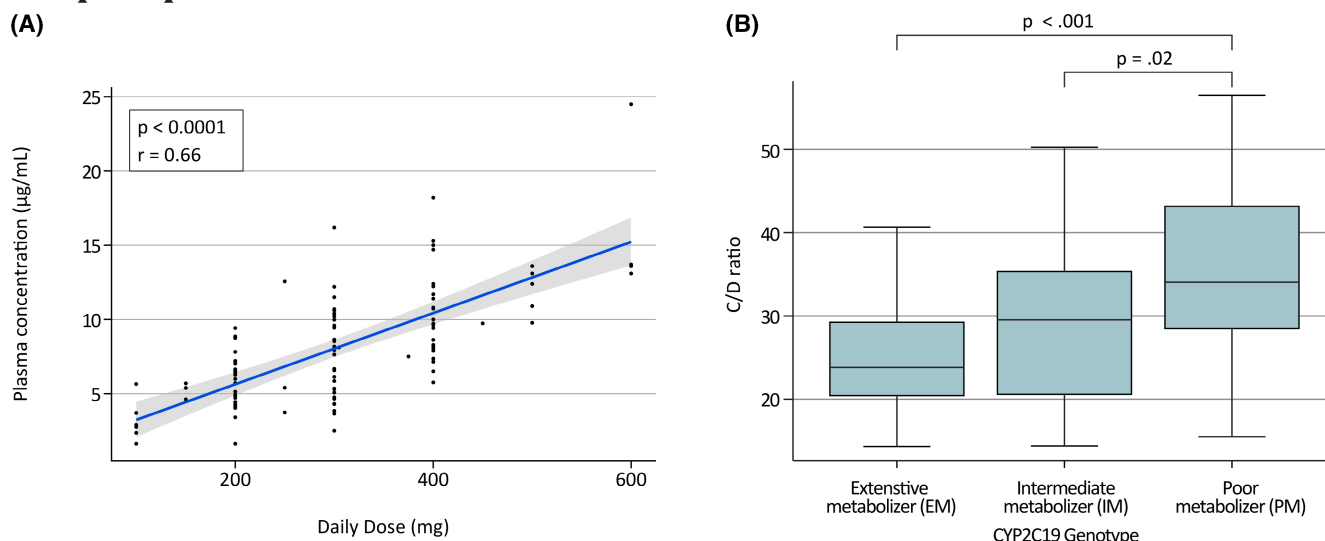 (A)
p < 0.0001
r = 0.66
Plasma concentration (µg/mL)
25
20
15
10
5
200
400
600
Daily Dose (mg)
(B)
p < .001
p = .02
C/D ratio
50
40
30
20
Extenstive
metabolizer (EM)
Intermediate
metabolizer (IM)
Poor
metabolizer (PM)
CYP2C19 Genotype